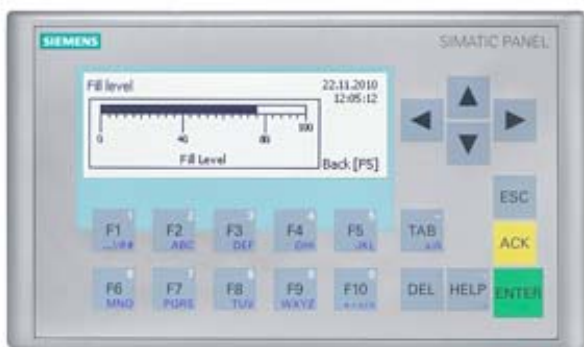 SIEMENS
SIMATIC PANEL
Fill level
22.11.2010
12:05:12
0 40 80 100
Fill Level
Back [F5]
ESC
F1 F2 F3 F4 F5 TAB
ABC DEF JKL
ACK
F6 F7 F8 F9 F10 DEL HELP ENTER
MNO PQRS TUV WXYZ